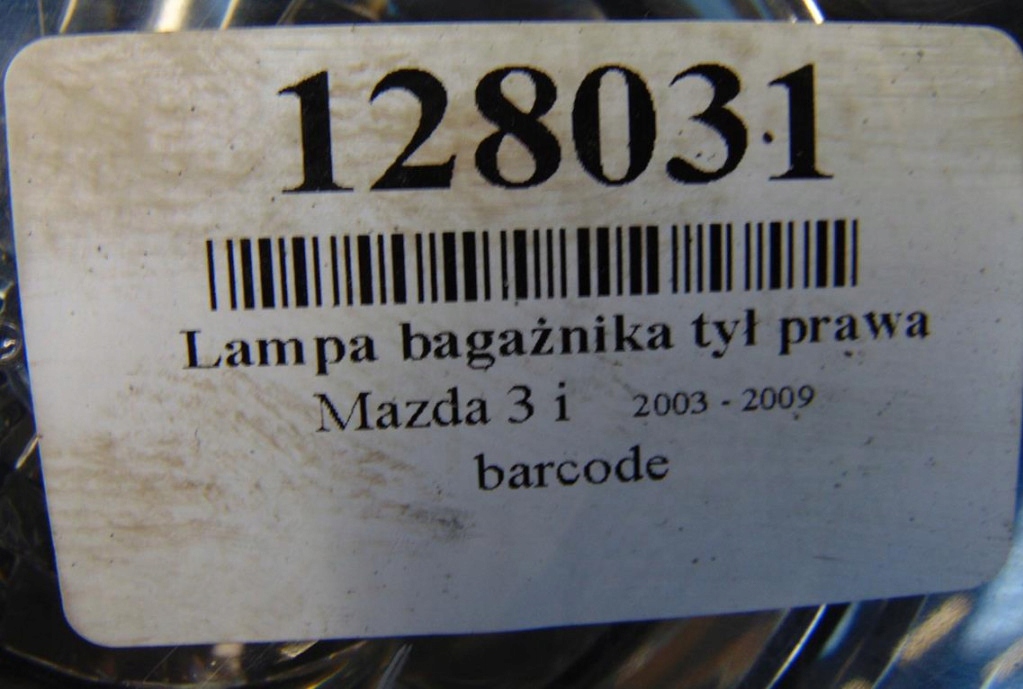 128031
Lampa bagażnika tył prawa
Mazda 3 i 2003 - 2009
barcode